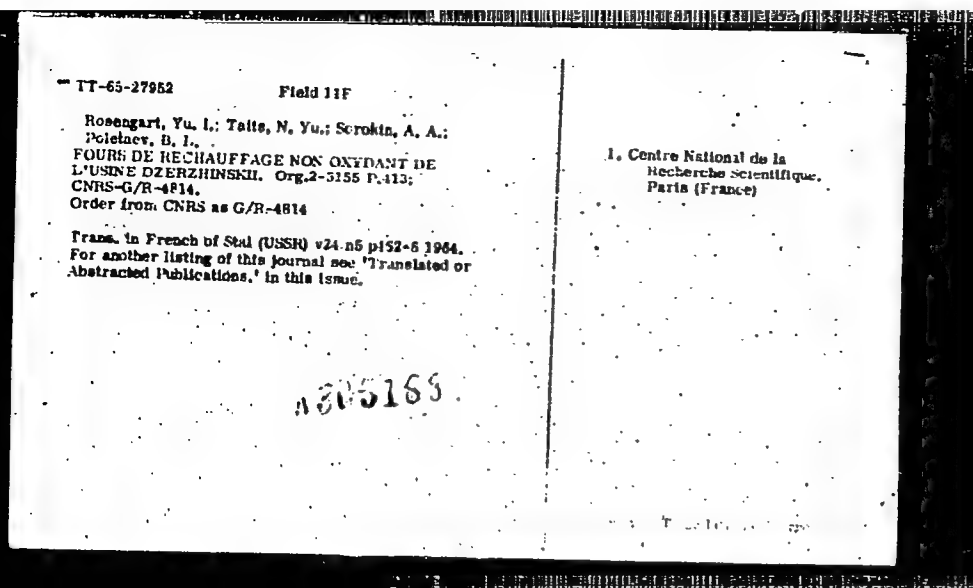 TT-65-27952
Field 11F
Rosengart, Yu. I.; Taits, N. Yu.; Sorokin, A. A.;
Poletaev, B. L.
FOURS DE RECHAUFFAGE NON OXYDANT DE
L'USINE DZERZHINSKII. Org.2-5155 P.413;
CNRS-G/R-4814.
Order from CNRS as G/R-4814
Trans. in French of Stal (USSR) v24 n5 p452-6 1964.
For another listing of this journal see 'Translated or
Abstracted Publications,' in this issue.
1. Centre National de la
Recherche Scientifique,
Paris (France)